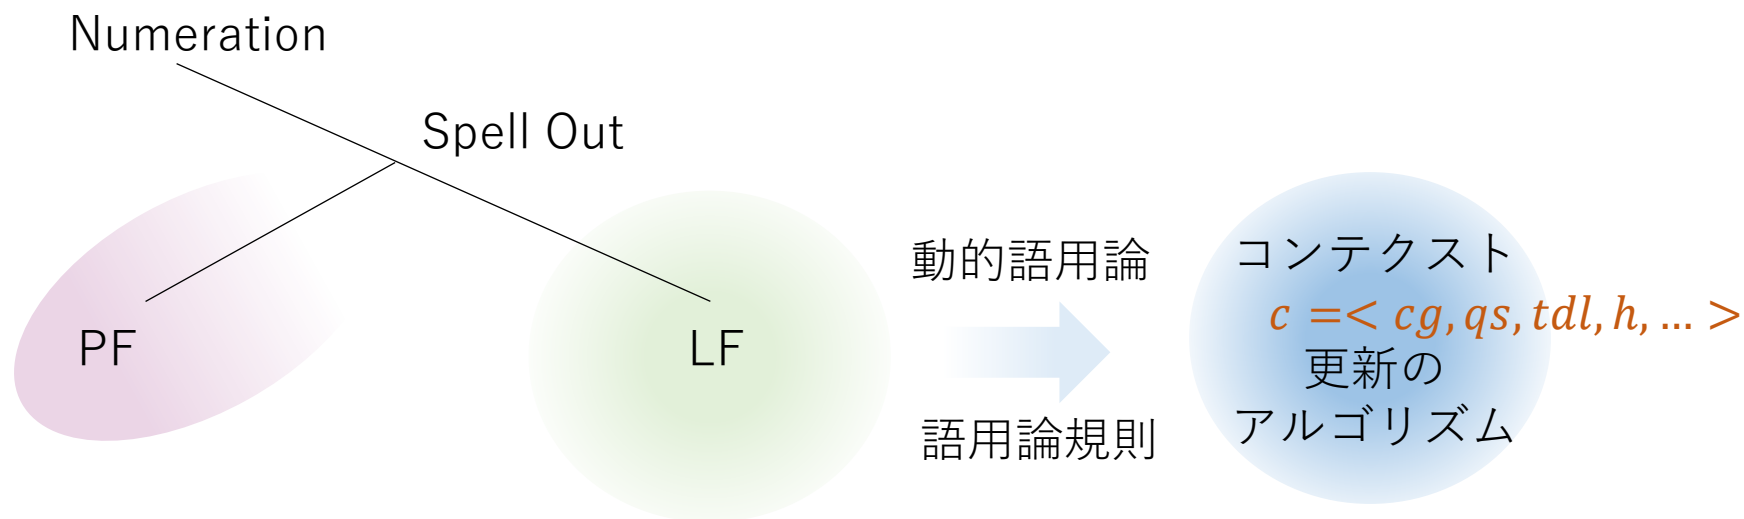 Numeration
Spell Out
PF
LF
動的語用論
語用論規則
コンテクスト
c =< cg, qs, tdl, h, … >
更新の
アルゴリズム